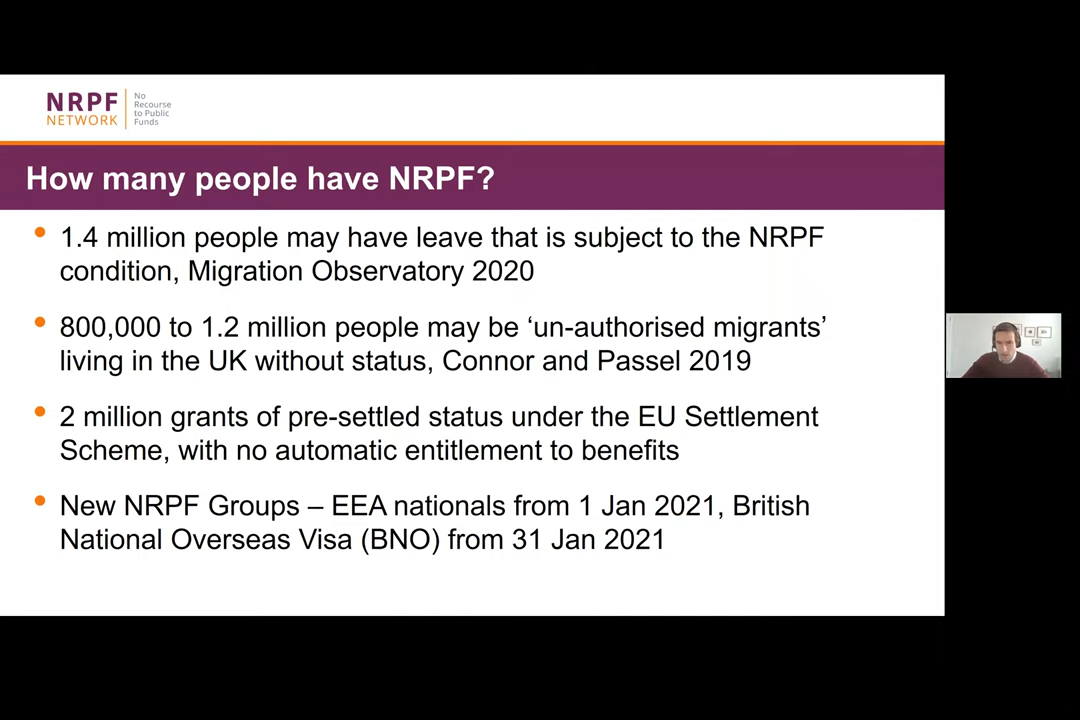 NRPF
NETWORK
No
Recourse
to Public
Funds
How many people have NRPF?
• 1.4 million people may have leave that is subject to the NRPF
condition, Migration Observatory 2020
• 800,000 to 1.2 million people may be ‘un-authorised migrants’
living in the UK without status, Connor and Passel 2019
• 2 million grants of pre-settled status under the EU Settlement
Scheme, with no automatic entitlement to benefits
• New NRPF Groups – EEA nationals from 1 Jan 2021, British
National Overseas Visa (BNO) from 31 Jan 2021